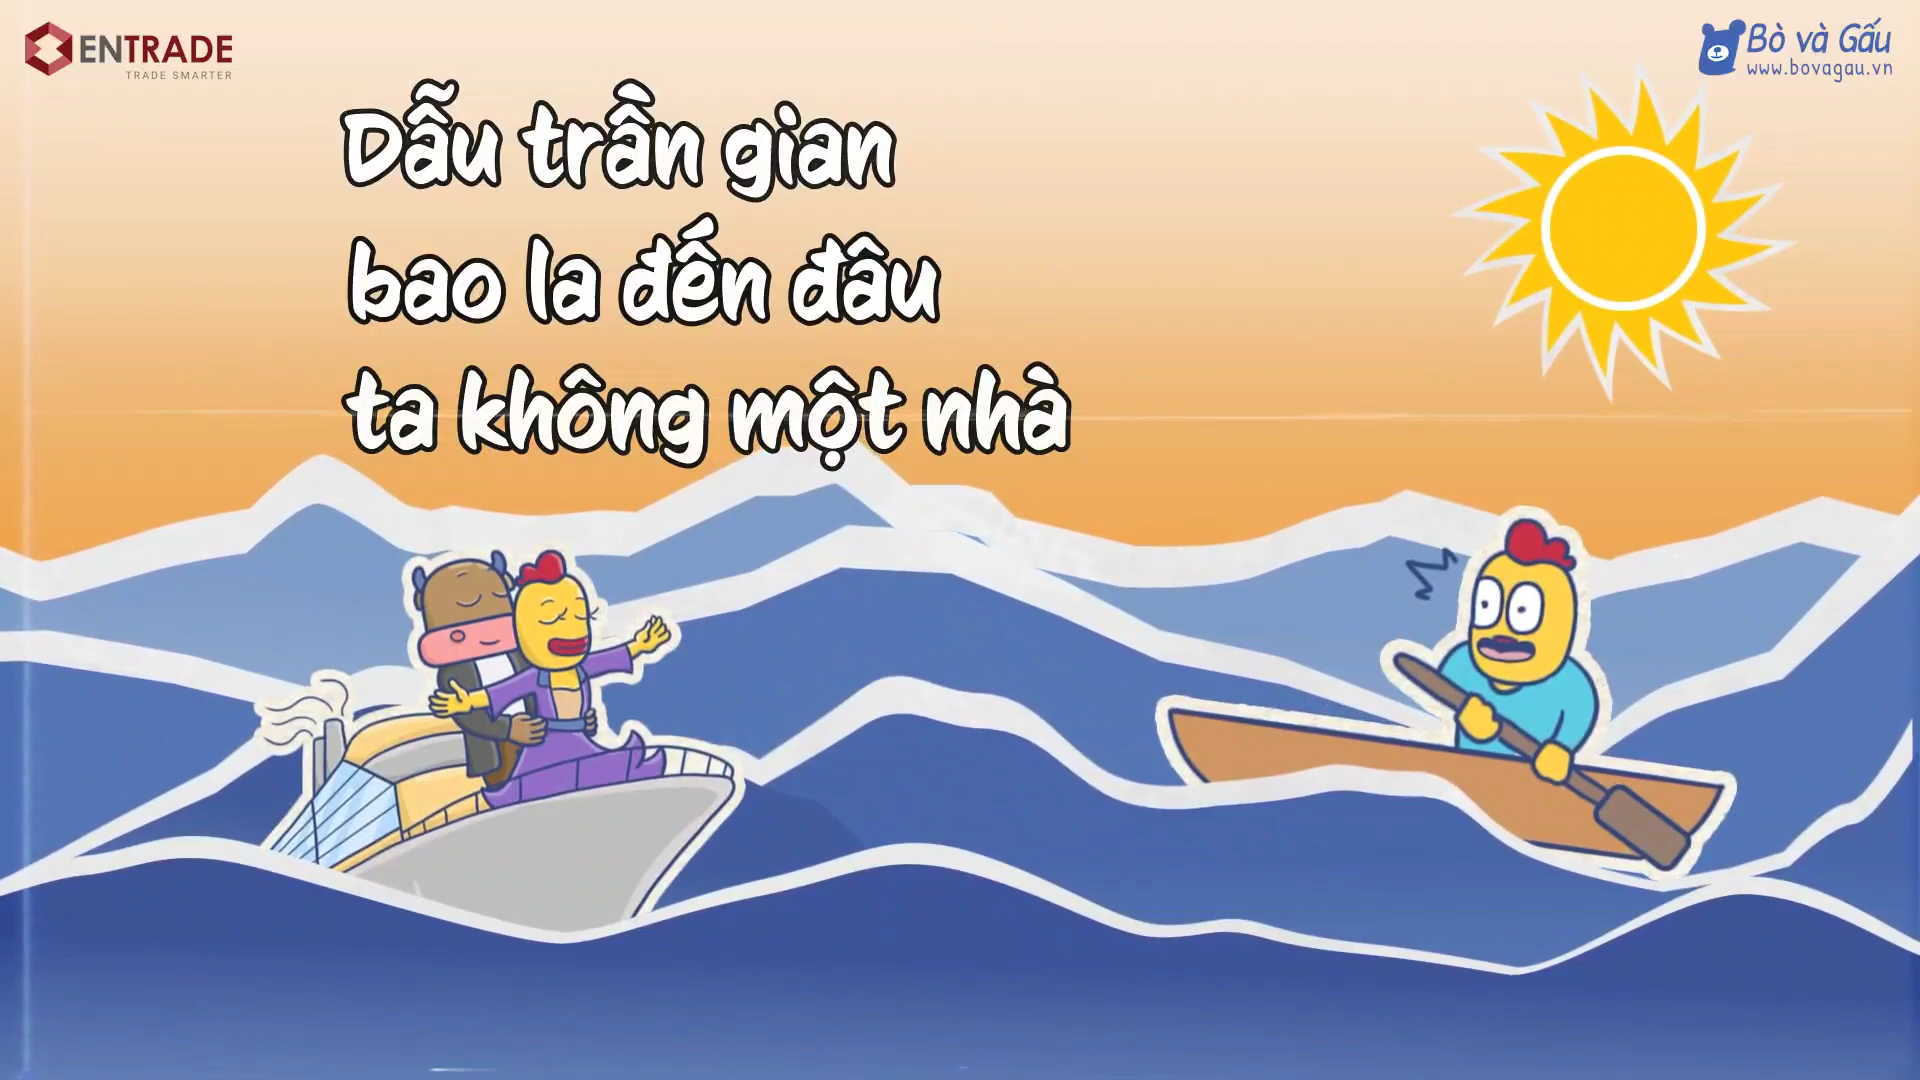 ENTRADE
TRADE SMARTER
Bò và Gấu
www.bovagau.vn
Dẫu trần gian
bao la đến đâu
ta không một nhà